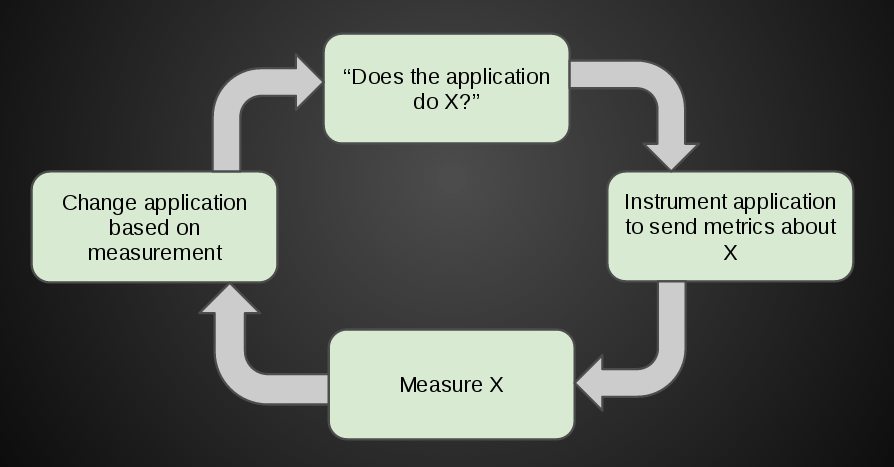 “Does the application
do X?”
Instrument application
to send metrics about
X
Measure X
Change application
based on
measurement